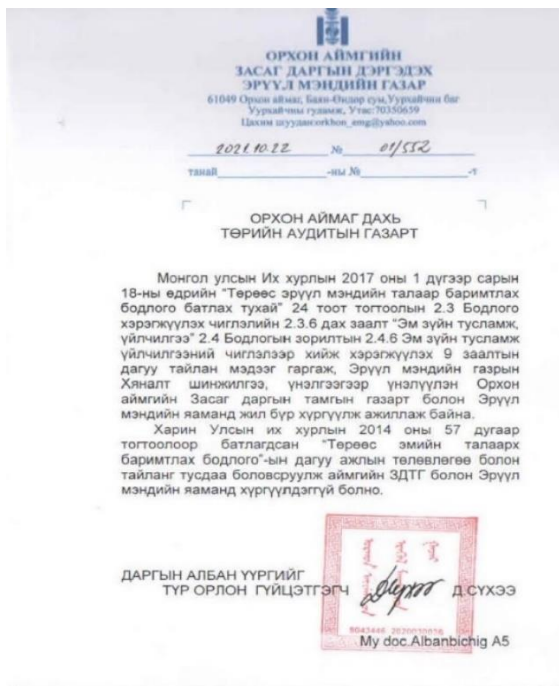 ОРХОН АЙМГИЙН
ЗАСАГ ДАРГЫН ДЭРГЭДЭХ
ЭРҮҮЛ МЭНДИЙН ГАЗАР
61049 Орхон аймаг, Баян-Өндөр сум, Уурхайчин баг
Уурхайчны гудамж, Утас:70350659
Цахим шуудан:orkhon_emg@yahoo.com
2021.10.22 № 01/552
танай -ны № -т
ОРХОН АЙМАГ ДАХЬ
ТӨРИЙН АУДИТЫН ГАЗАРТ
Монгол улсын Их хурлын 2017 оны 1 дүгээр сарын
18-ны өдрийн “Төрөөс эрүүл мэндийн талаар баримтлах
бодлого батлах тухай” 24 тоот тогтоолын 2.3 Бодлого
хэрэгжүүлэх чиглэлийн 2.3.6 дах заалт “Эм зүйн тусламж,
үйлчилгээ” 2.4 Бодлогын зорилтын 2.4.6 Эм зүйн тусламж
үйлчилгээний чиглэлээр хийж хэрэгжүүлэх 9 заалтын
дагуу тайлан мэдээг гаргаж, Эрүүл мэндийн газрын
Хяналт шинжилгээ, үнэлгээгээр үнэлүүлэн Орхон
аймгийн Засаг даргын тамгын газарт болон Эрүүл
мэндийн яаманд жил бүр хүргүүлж ажиллаж байна.
Харин Улсын их хурлын 2014 оны 57 дугаар
тогтоолоор батлагдсан “Төрөөс эмийн талаарх
баримтлах бодлого”-ын дагуу ажлын төлөвлөгөө болон
тайланг тусдаа боловсруулж аймгийн ЗДТГ болон Эрүүл
мэндийн яаманд хүргүүлдэггүй болно.
ДАРГЫН АЛБАН ҮҮРГИЙГ
ТҮР ОРЛОН ГҮЙЦЭТГЭГЧ Д.СҮХЭЭ
My doc.Albanbichig A5